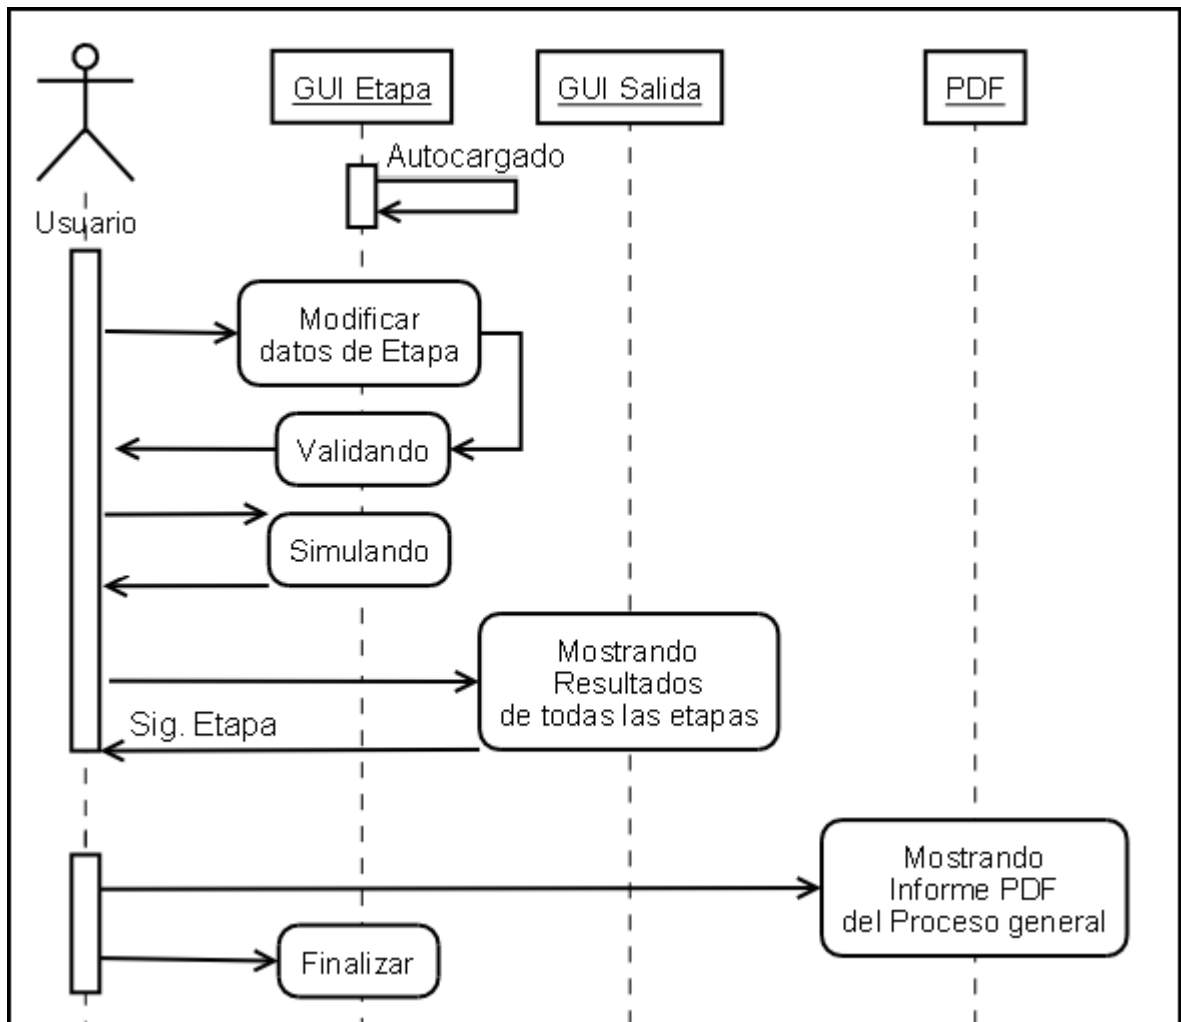 GUI Etapa
GUI Salida
PDF
Autocargado
Usuario
Modificar
datos de Etapa
Validando
Simulando
Mostrando
Resultados
de todas las etapas
Sig. Etapa
Mostrando
Informe PDF
del Proceso general
Finalizar